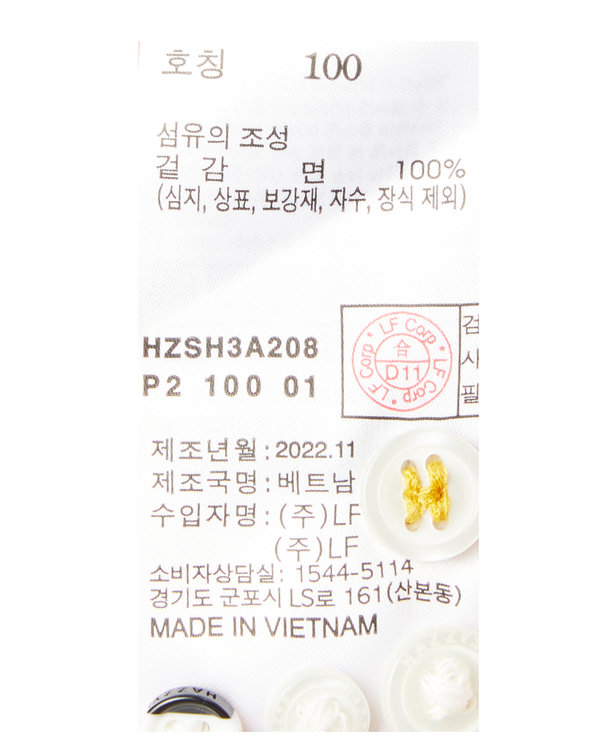 호칭 100
섬유의 조성
겉 감 면 100%
(심지, 상표, 보강재, 자수, 장식 제외)
HZSH3A208
P2 100 01
LF Corp · LF Corp · LF Corp
合
D11
검
사
필
제조년월 : 2022.11
제조국명 : 베트남
수입자명 : (주)LF
(주)LF
소비자상담실: 1544-5114
경기도 군포시 LS로 161(산본동)
MADE IN VIETNAM